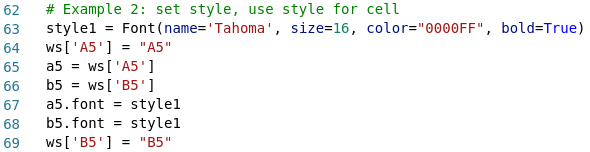 62 # Example 2: set style, use style for cell
63 style1 = Font(name='Tahoma', size=16, color="0000FF", bold=True)
64 ws['A5'] = "A5"
65 a5 = ws['A5']
66 b5 = ws['B5']
67 a5.font = style1
68 b5.font = style1
69 ws['B5'] = "B5"